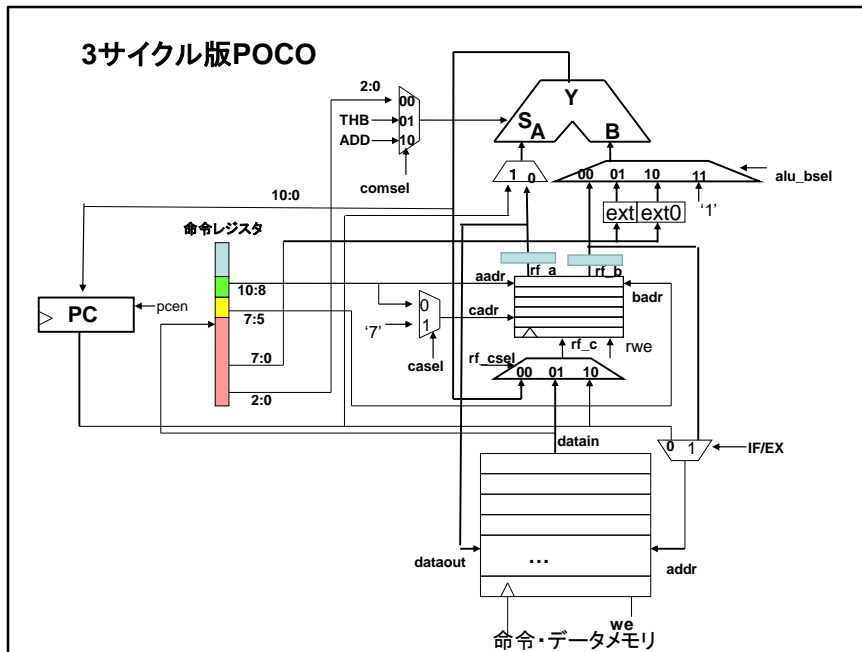 3サイクル版POCO
2:0
00
THB
01
ADD
10
comsel
Y
S
A
B
1
0
00
01
10
11
alu_bsel
10:0
ext
ext0
'1'
命令レジスタ
rf_a
rf_b
10:8
aadr
badr
PC
pcen
7:5
0
cadr
'7'
1
casel
rf_c
rwe
7:0
rf_csel
00
01
10
2:0
datain
0
1
IF/EX
dataout
...
addr
we
命令・データメモリ